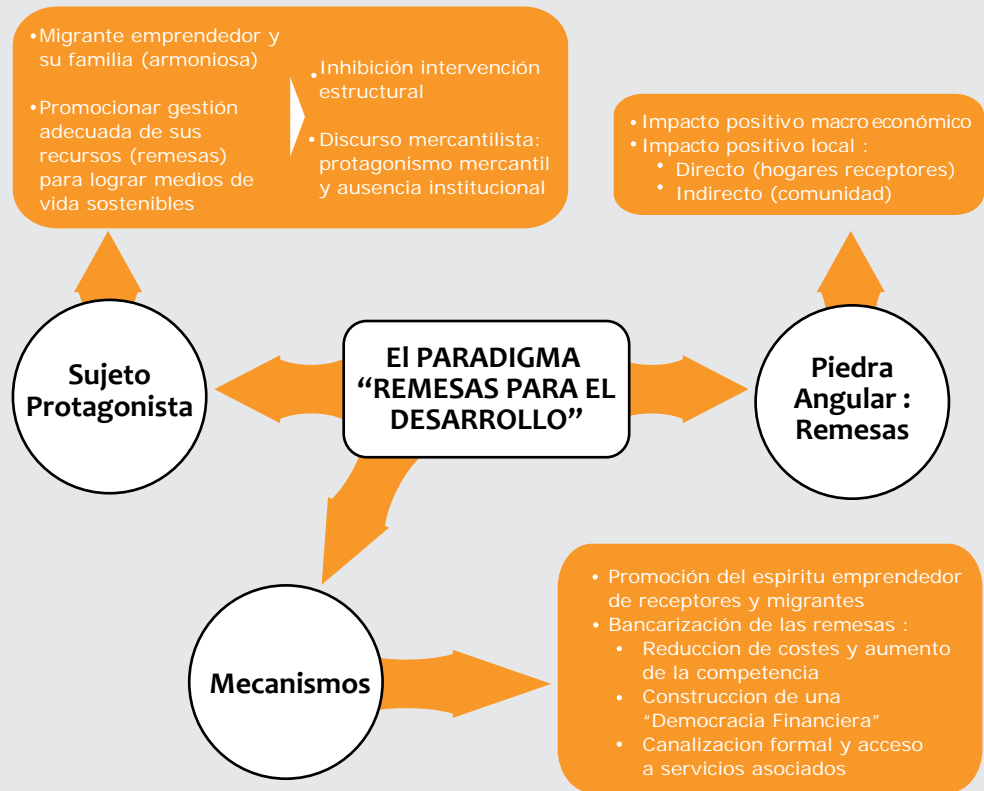 • Migrante emprendedor y
su familia (armoniosa)
• Promocionar gestión
adecuada de sus
recursos (remesas)
para lograr medios de
vida sostenibles
• Inhibición intervención
estructural
• Discurso mercantilista:
protagonismo mercantil
y ausencia institucional
• Impacto positivo macroeconómico
• Impacto positivo local :
• Directo (hogares receptores)
• Indirecto (comunidad)
Sujeto
Protagonista
El PARADIGMA
“REMESAS PARA EL
DESARROLLO”
Piedra
Angular :
Remesas
Mecanismos
• Promoción del espiritu emprendedor
de receptores y migrantes
• Bancarización de las remesas :
• Reduccion de costes y aumento
de la competencia
• Construccion de una
“Democracia Financiera”
• Canalizacion formal y acceso
a servicios asociados